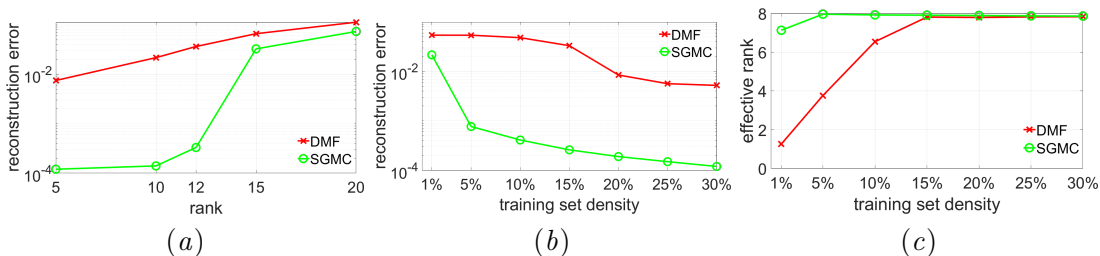 reconstruction error
10^-2
10^-4
5
10
12
15
20
rank
DMF
SGMC
(a)
reconstruction error
10^-2
10^-4
1%
5%
10%
15%
20%
25%
30%
training set density
DMF
SGMC
(b)
effective rank
8
6
4
2
0
1%
5%
10%
15%
20%
25%
30%
training set density
DMF
SGMC
(c)